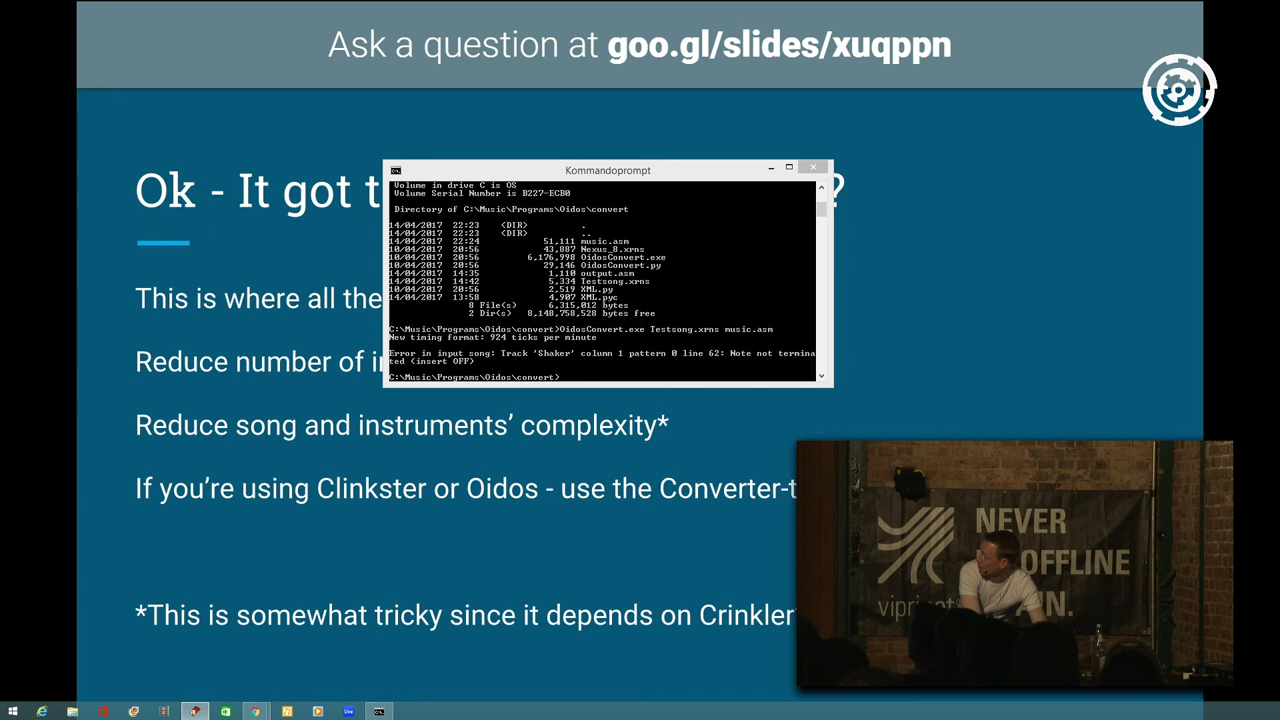 Ask a question at goo.gl/slides/xuqppn
Ok - It got t
?
This is where all the
Reduce number of i
Reduce song and instruments’ complexity*
If you’re using Clinkster or Oidos - use the Converter-t
*This is somewhat tricky since it depends on Crinkler
Kommandoprompt
Volume in drive C is OS
Volume Serial Number is B227-ECB0
Directory of C:\Music\Programs\Oidos\convert
14/04/2017 22:23 <DIR> .
14/04/2017 22:23 <DIR> ..
14/04/2017 22:24 51,111 music.asm
10/04/2017 20:56 43,887 Nexus_8.xrns
10/04/2017 20:56 6,176,998 OidosConvert.exe
10/04/2017 20:56 29,146 OidosConvert.py
14/04/2017 14:35 1,110 output.asm
14/04/2017 14:42 5,334 Testsong.xrns
10/04/2017 20:56 2,519 XML.py
14/04/2017 13:58 4,907 XML.pyc
8 File(s) 6,315,012 bytes
2 Dir(s) 8,148,758,528 bytes free
C:\Music\Programs\Oidos\convert>OidosConvert.exe Testsong.xrns music.asm
New timing format: 924 ticks per minute
Error in input song: Track 'Shaker' column 1 pattern 0 line 62: Note not termina
ted (insert OFF)
C:\Music\Programs\Oidos\convert>
NEVER
OFFLINE
AIN.
vipri
Live